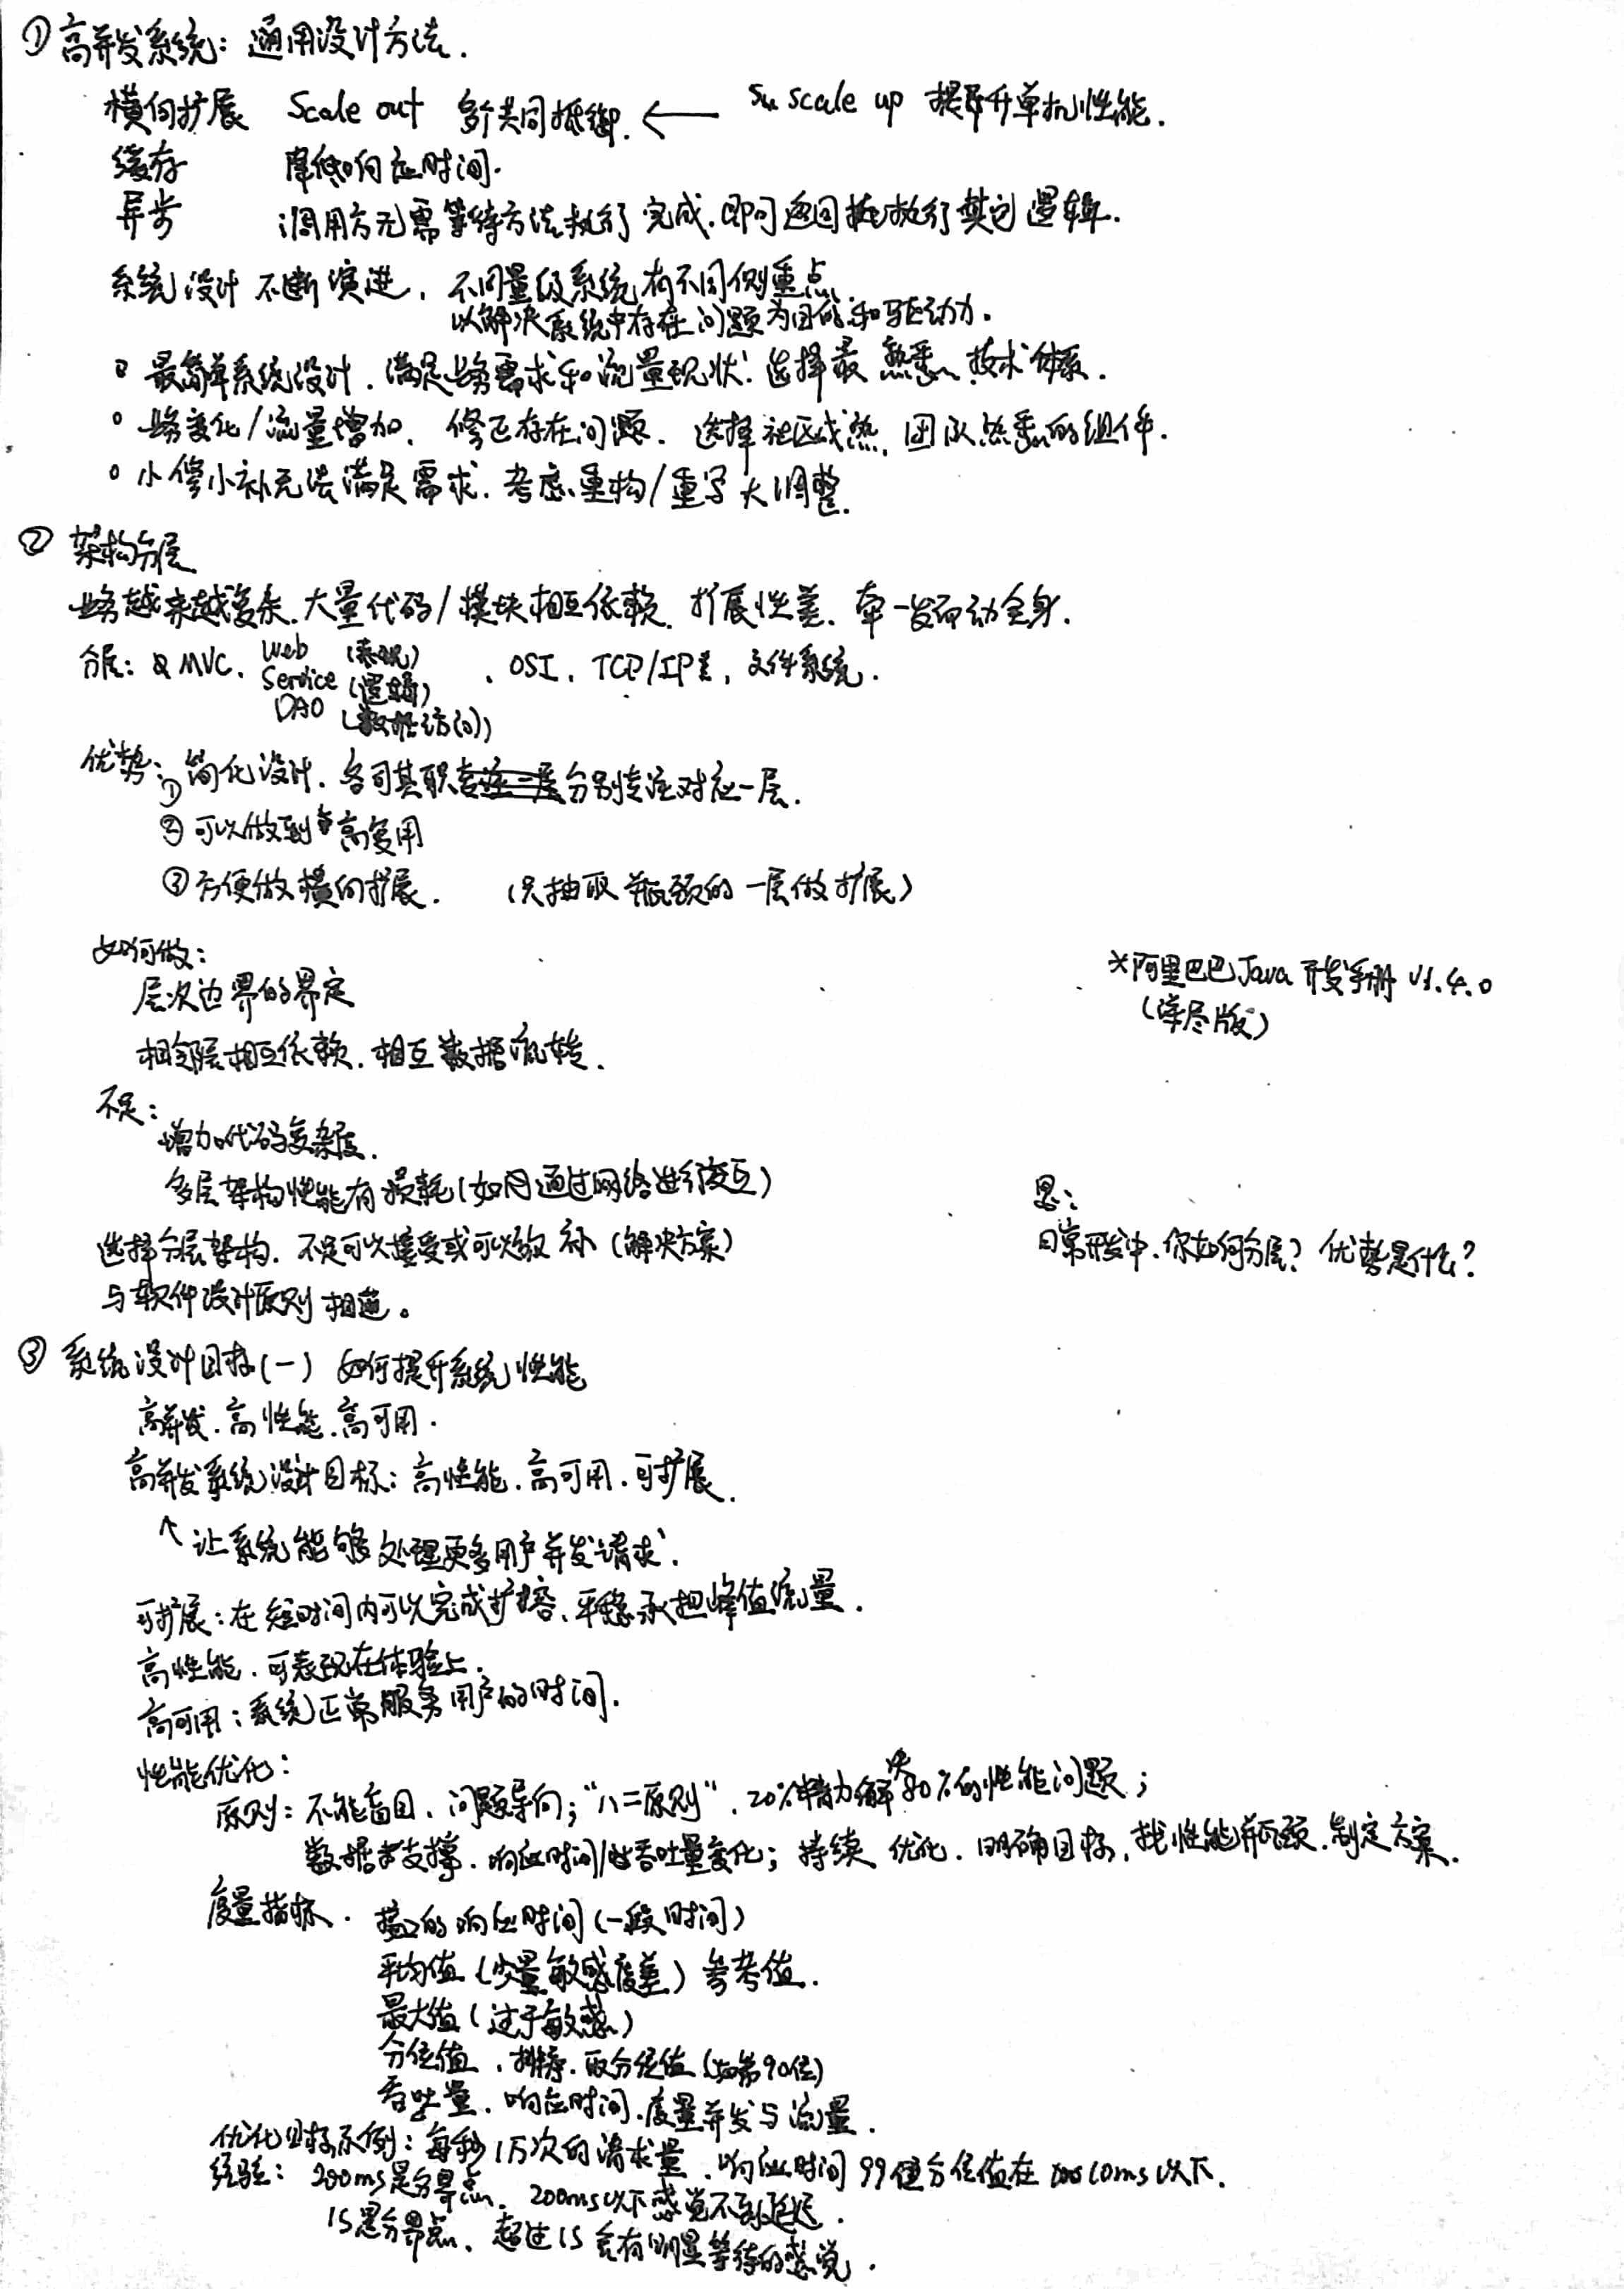 ① 高并发系统：通用设计方法.
横向扩展 Scale out 多个共同抵御. ← scale up 提升单机性能.
缓存 降低响应时间.
异步 调用方无需等待方法执行完成.即可返回执行其它逻辑.
系统设计不断演进，不同量级系统有不同侧重点.
以解决系统中存在问题为目的和驱动力.
。最简单系统设计.满足业务需求和流量现状.选择最熟悉技术体系.
。业务变化/流量增加、修正存在问题.选择社区成熟,团队熟悉的组件.
。小修小补无法满足需求.考虑重构/重写大调整.
② 架构分层
业务越来越复杂.大量代码/模块相互依赖.扩展性差.牵一发而动全身.
分层: MVC. Web (表现) . OSI. TCP/IP, 文件系统.
Service (逻辑)
DAO (数据访问)
优势: ①简化设计.各司其职分别专注对应一层.
②可以做到高复用
③方便做横向扩展. (只抽取瓶颈的一层做扩展)
如何做:
层次边界的界定
*阿里巴巴Java开发手册 v1.4.0
(详尽版)
相邻层相互依赖.相互数据流转.
不足:
增加代码复杂度.
多层架构性能有损耗(如通过网络进行交互)
选择分层架构.不足可以接受或可以弥补(解决方案)
与软件设计原则相通。
思:
日常开发中.你如何分层? 优势是什么?
③ 系统设计目标(一) 如何提升系统性能
高并发.高性能.高可用.
高并发系统设计目标:高性能.高可用.可扩展.
↑让系统能够处理更多用户并发请求.
可扩展:在短时间内可以完成扩容、平稳承担峰值流量.
高性能.可表现在体验上.
高可用:系统正常服务用户的时间.
性能优化:
原则:不能盲目、问题导向;"八二原则".20%精力解决80%的性能问题;
数据支撑.响应时间/吞吐量变化;持续优化.明确目标,找性能瓶颈.制定方案.
度量指标. 接口的响应时间(一段时间)
平均值(少量敏感度差)参考值.
最大值(过于敏感)
分位值.排序.取分位值(如第90位)
吞吐量.响应时间.度量并发与流量.
优化目标示例:每秒1万次的请求量.响应时间99分位值在10ms以下.
经验: 200ms是分界点. 200ms以下感觉不到延迟.
1S是分界点、超过1S会有明显等待的感觉.